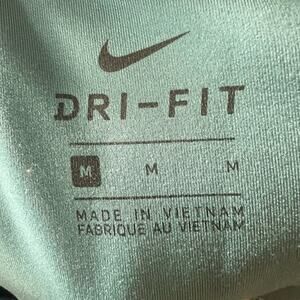 DRI-FIT
M M M
MADE IN VIETNAM
FABRIQUE AU VIETNAM